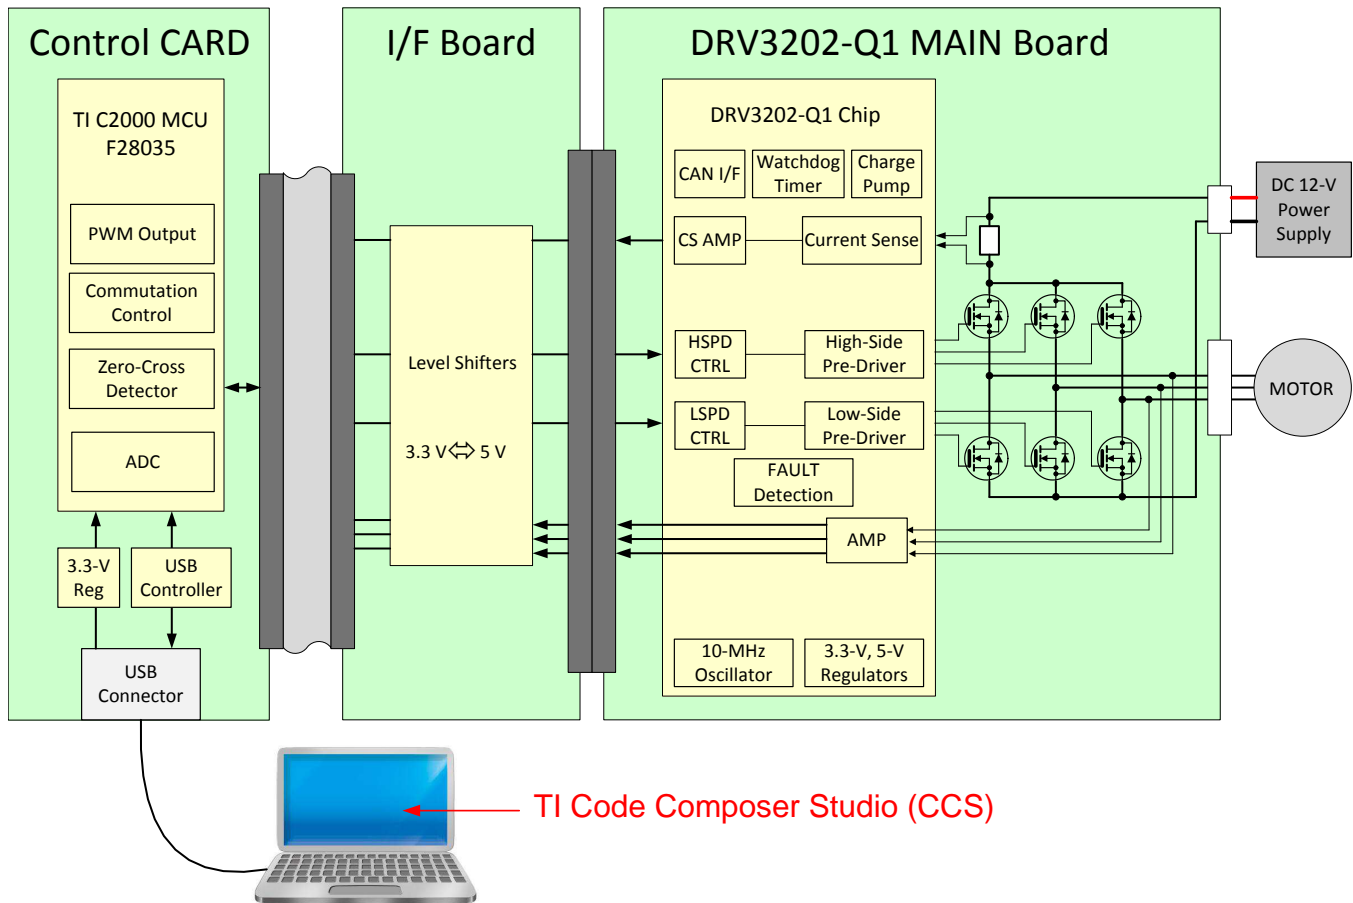 Control CARD
TI C2000 MCU
F28035
PWM Output
Commutation
Control
Zero-Cross
Detector
ADC
3.3-V
Reg
USB
Controller
USB
Connector
I/F Board
Level Shifters
3.3 V⇔5 V
DRV3202-Q1 MAIN Board
DRV3202-Q1 Chip
CAN I/F
Watchdog
Timer
Charge
Pump
CS AMP
Current Sense
HSPD
CTRL
High-Side
Pre-Driver
LSPD
CTRL
Low-Side
Pre-Driver
FAULT
Detection
AMP
10-MHz
Oscillator
3.3-V, 5-V
Regulators
DC 12-V
Power
Supply
MOTOR
TI Code Composer Studio (CCS)